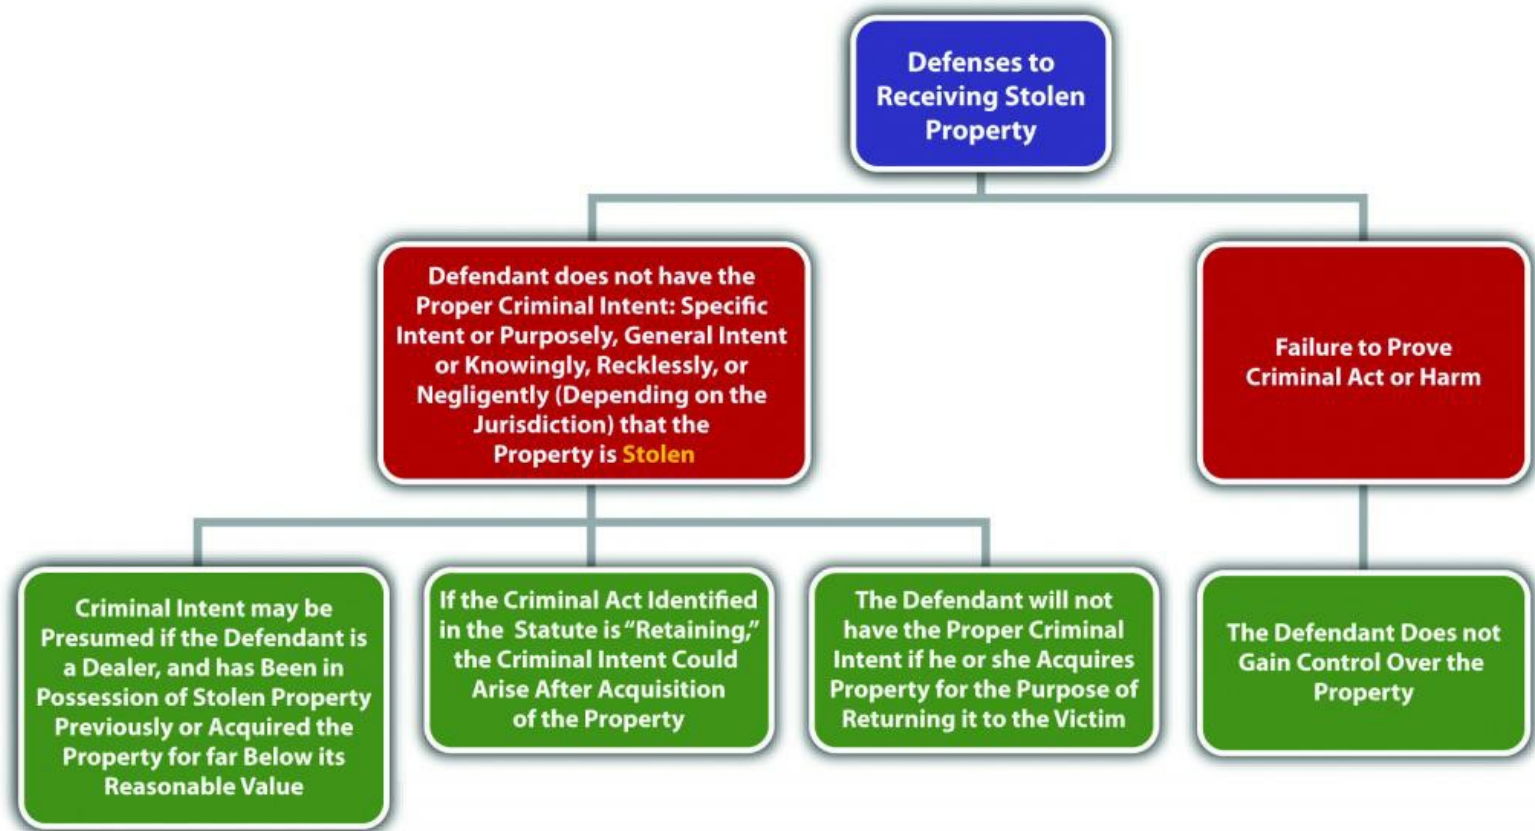 Defenses to
Receiving Stolen
Property
Defendant does not have the
Proper Criminal Intent: Specific
Intent or Purposely, General Intent
or Knowingly, Recklessly, or
Negligently (Depending on the
Jurisdiction) that the
Property is Stolen
Failure to Prove
Criminal Act or Harm
Criminal Intent may be
Presumed if the Defendant is
a Dealer, and has Been in
Possession of Stolen Property
Previously or Acquired the
Property for far Below its
Reasonable Value
If the Criminal Act Identified
in the Statute is “Retaining,”
the Criminal Intent Could
Arise After Acquisition
of the Property
The Defendant will not
have the Proper Criminal
Intent if he or she Acquires
Property for the Purpose of
Returning it to the Victim
The Defendant Does not
Gain Control Over the
Property